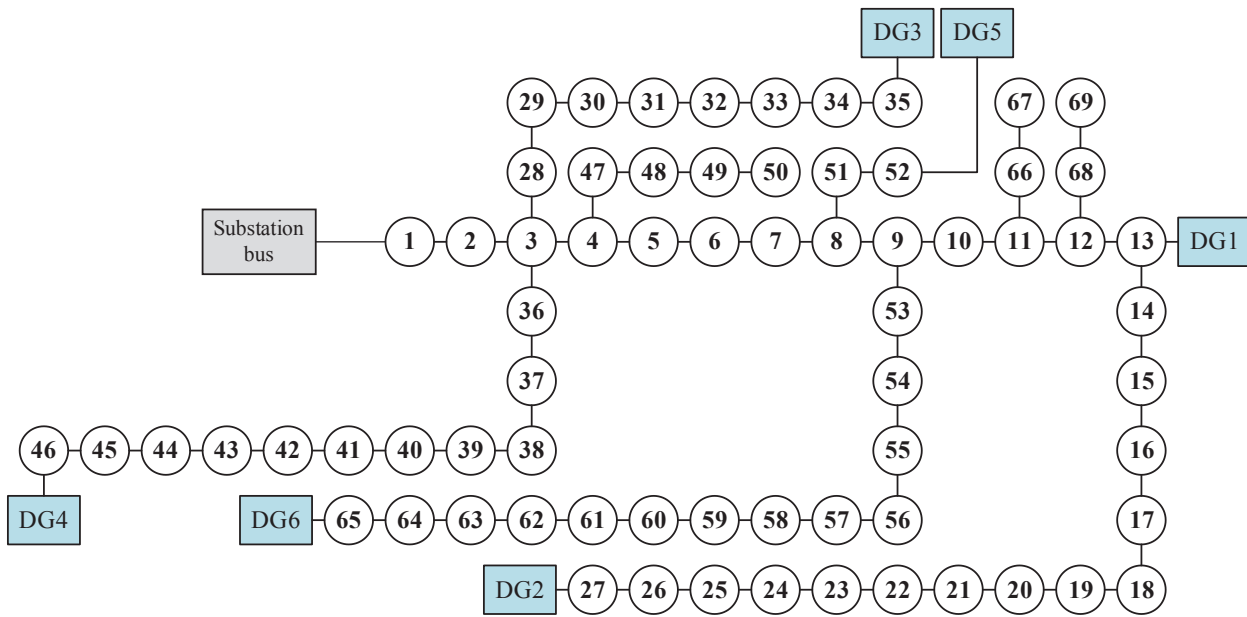 DG3 DG5
29 30 31 32 33 34 35 67 69
28 47 48 49 50 51 52 66 68
Substation
bus
1 2 3 4 5 6 7 8 9 10 11 12 13 DG1
36 53 14
37 54 15
46 45 44 43 42 41 40 39 38 55 16
DG4 DG6 65 64 63 62 61 60 59 58 57 56 17
DG2 27 26 25 24 23 22 21 20 19 18